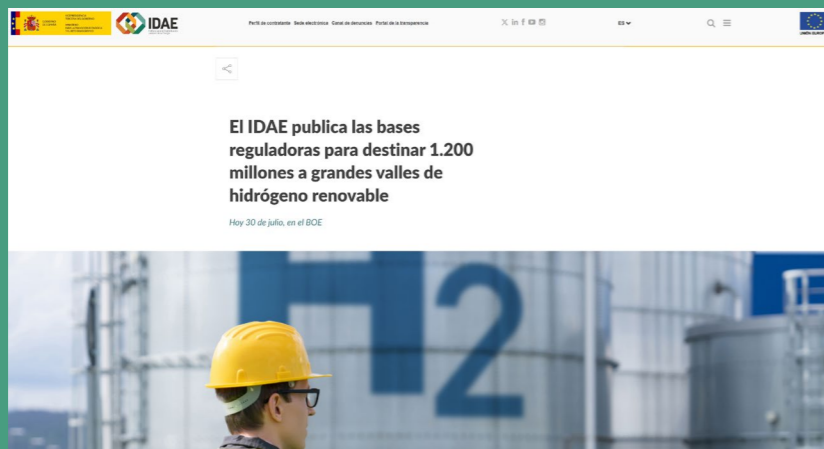 IDAE
Perfil de contratante Sede electrónica Canal de denuncias Portal de la transparencia
ES
El IDAE publica las bases
reguladoras para destinar 1.200
millones a grandes valles de
hidrógeno renovable
Hoy 30 de julio, en el BOE
H2